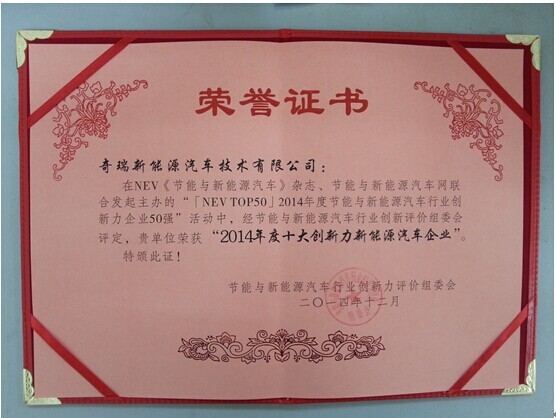 荣誉证书
奇瑞新能源汽车技术有限公司：
在NEV《节能与新能源汽车》杂志、节能与新能源汽车网联
合发起主办的“「NEV TOP50」2014年度节能与新能源汽车行业创
新力企业50强”活动中，经节能与新能源汽车行业创新评价组委会
评定，贵单位荣获“2014年度十大创新力新能源汽车企业”。
特颁此证！
节能与新能源汽车行业创新力评价组委会
二〇一四年十二月